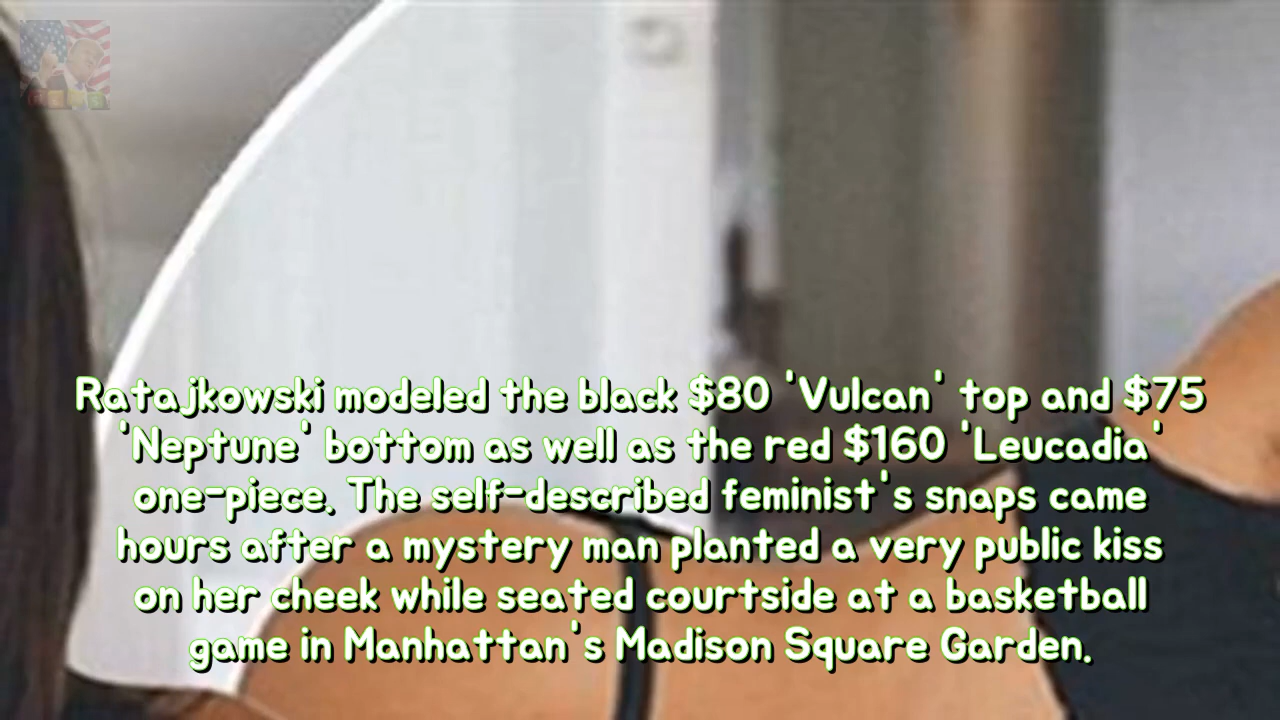 Ratajkowski modeled the black $80 'Vulcan' top and $75
'Neptune' bottom as well as the red $160 'Leucadia'
one-piece. The self-described feminist's snaps came
hours after a mystery man planted a very public kiss
on her cheek while seated courtside at a basketball
game in Manhattan's Madison Square Garden.